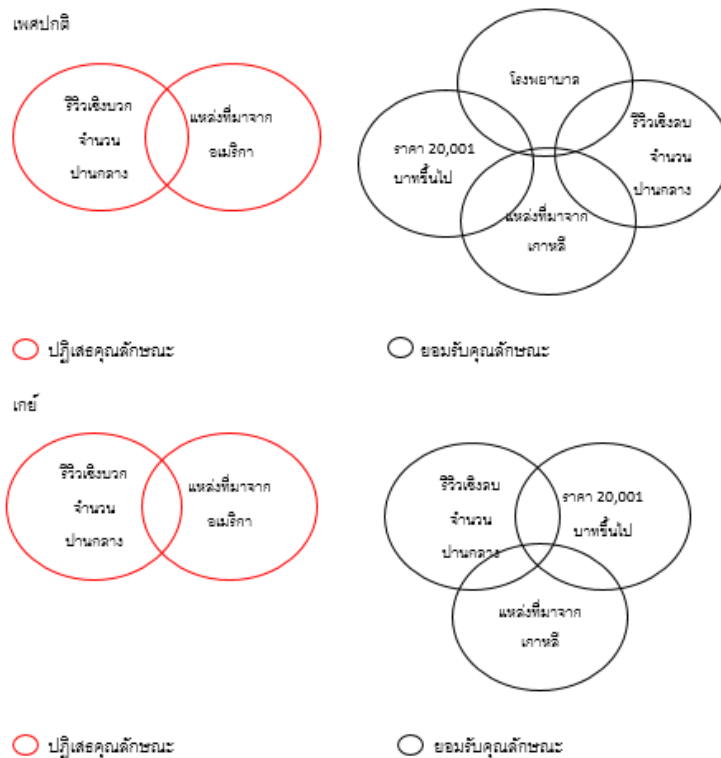 เพศปกติ
รีวิวเชิงบวก
จำนวน
ปานกลาง
แหล่งที่มาจาก
อเมริกา
โรงพยาบาล
ราคา 20,001
บาทขึ้นไป
รีวิวเชิงลบ
จำนวน
ปานกลาง
แหล่งที่มาจาก
เกาหลี
ปฏิเสธคุณลักษณะ
ยอมรับคุณลักษณะ
เกย์
รีวิวเชิงบวก
จำนวน
ปานกลาง
แหล่งที่มาจาก
อเมริกา
รีวิวเชิงลบ
จำนวน
ปานกลาง
ราคา 20,001
บาทขึ้นไป
แหล่งที่มาจาก
เกาหลี
ปฏิเสธคุณลักษณะ
ยอมรับคุณลักษณะ